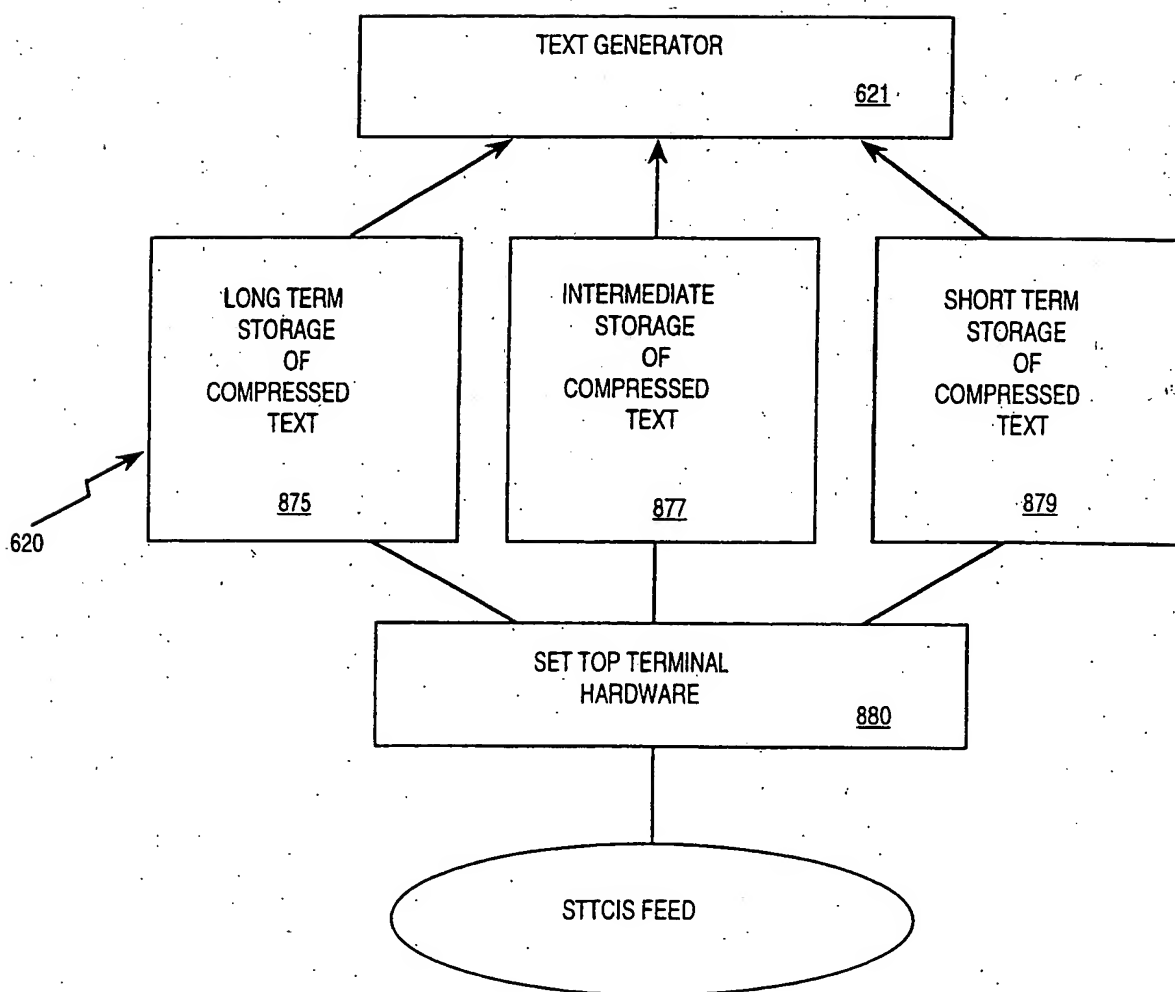 TEXT GENERATOR
621
LONG TERM
STORAGE
OF
COMPRESSED
TEXT
875
INTERMEDIATE
STORAGE
OF
COMPRESSED
TEXT
877
SHORT TERM
STORAGE
OF
COMPRESSED
TEXT
879
620
SET TOP TERMINAL
HARDWARE
880
STTCIS FEED